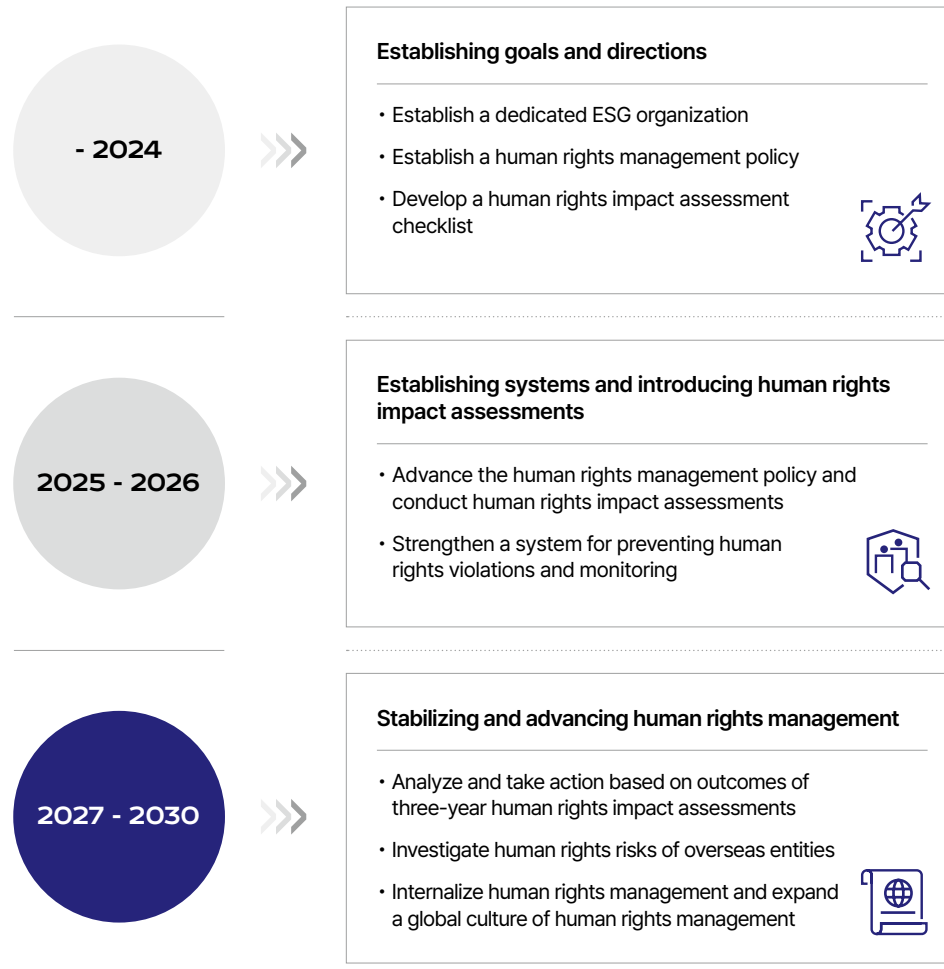 - 2024
Establishing goals and directions
・Establish a dedicated ESG organization
・Establish a human rights management policy
・Develop a human rights impact assessment
checklist
2025 - 2026
Establishing systems and introducing human rights
impact assessments
・Advance the human rights management policy and
conduct human rights impact assessments
・Strengthen a system for preventing human
rights violations and monitoring
2027 - 2030
Stabilizing and advancing human rights management
・Analyze and take action based on outcomes of
three-year human rights impact assessments
・Investigate human rights risks of overseas entities
・Internalize human rights management and expand
a global culture of human rights management